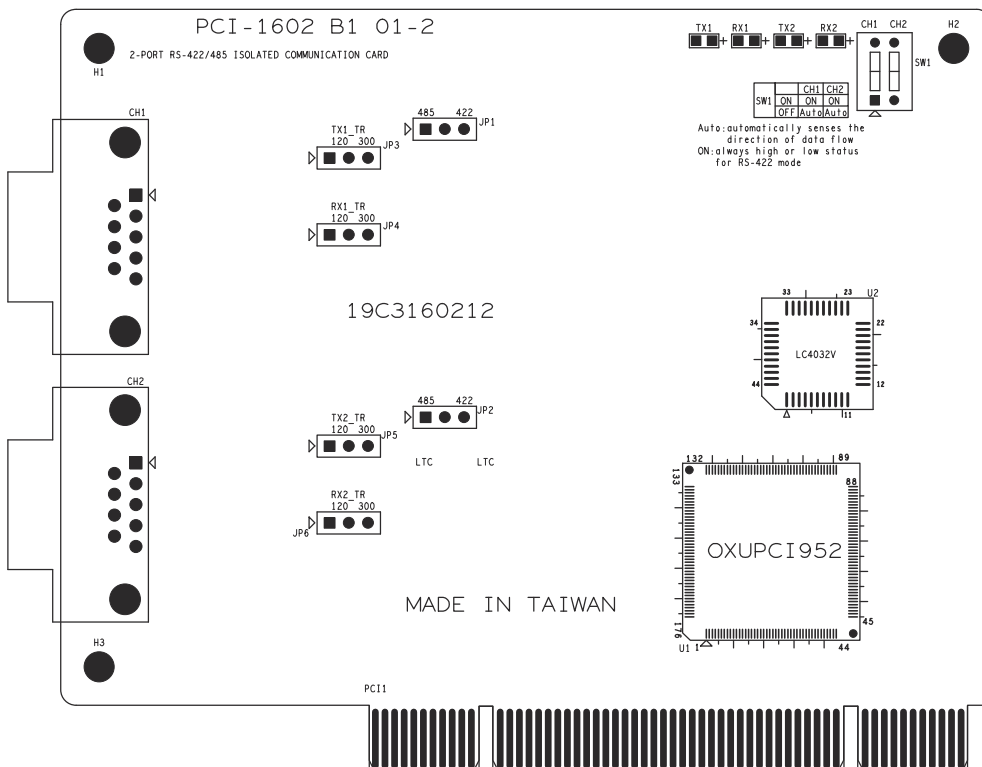 PCI-1602 B1 01-2
2-PORT RS-422/485 ISOLATED COMMUNICATION CARD
H1
TX1 RX1 TX2 RX2
+ + + +
CH1 CH2
H2
SW1
CH1 CH2
SW1 ON ON ON
OFF Auto Auto
Auto:automatically senses the
direction of data flow
ON:always high or low status
for RS-422 mode
CH1
485 422
JP1
TX1_TR
120 300
JP3
RX1_TR
120 300
JP4
19C3160212
33 23
U2
34 22
LC4032V
44 12
11
CH2
485 422
JP2
TX2_TR
120 300
JP5
LTC LTC
RX2_TR
120 300
JP6
132 89
133 88
OXUPCI952
176 45
U1 1 44
MADE IN TAIWAN
H3
PCI1